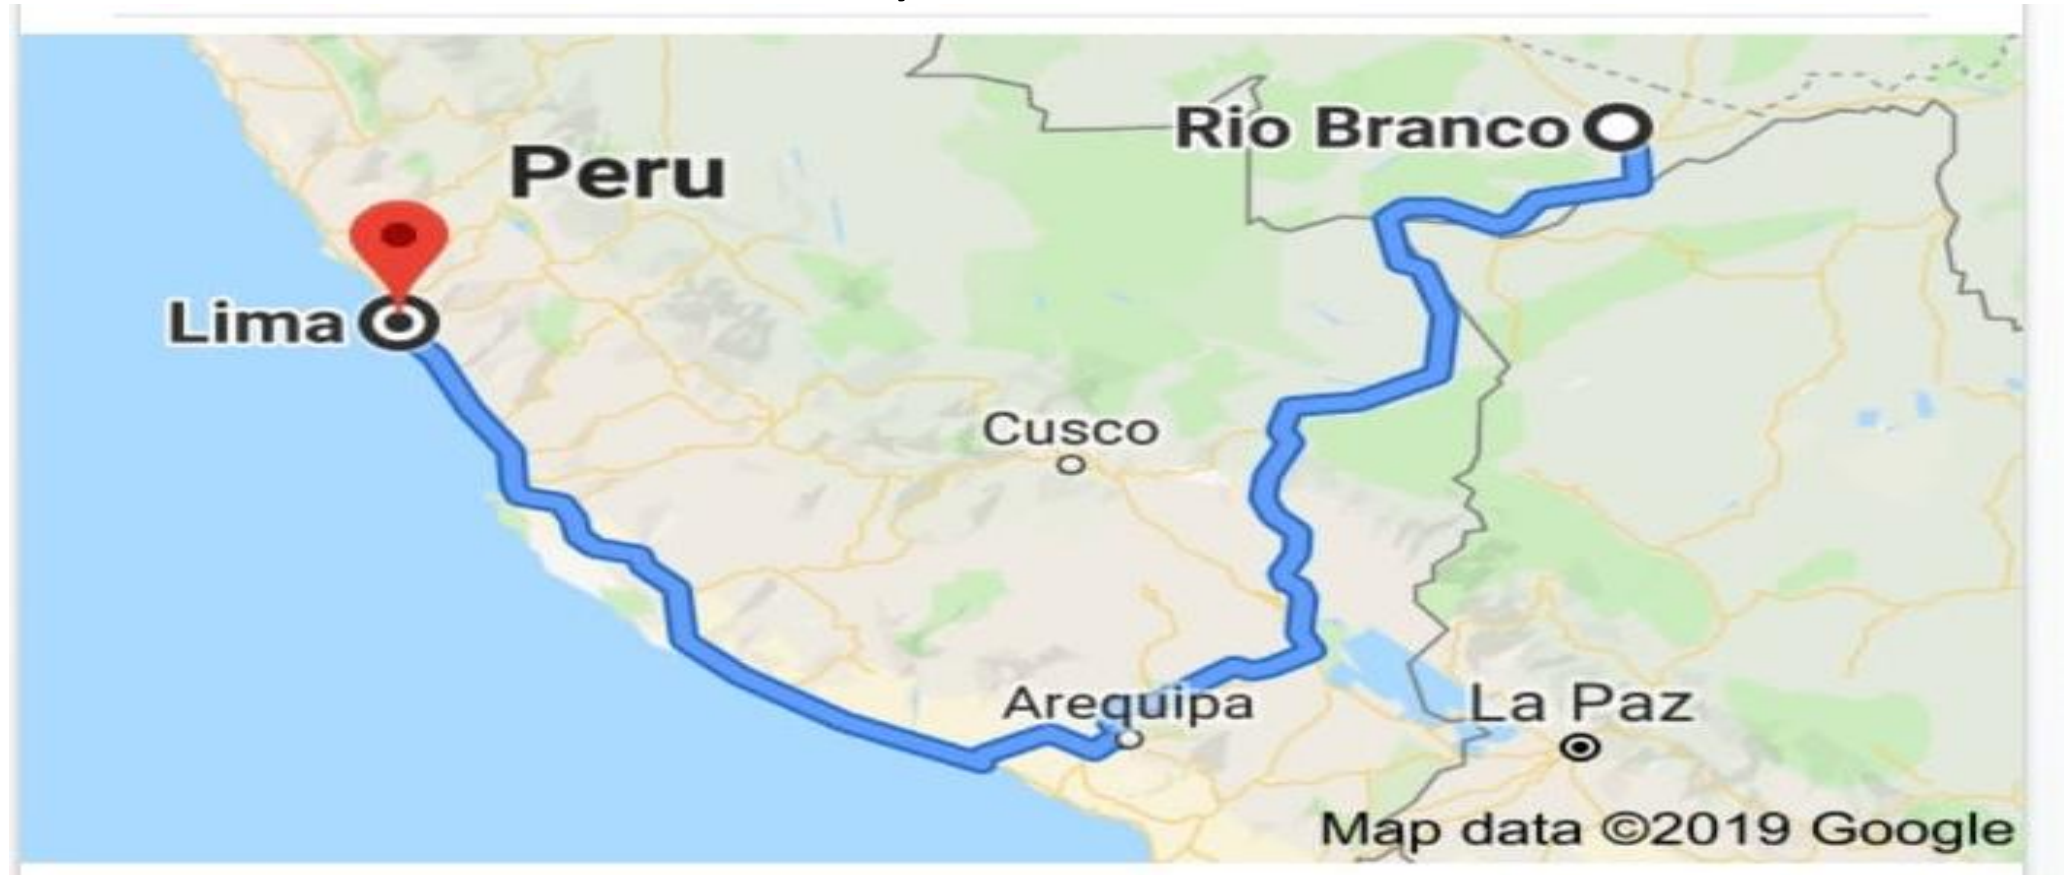 Peru
Rio Branco
Lima
Cusco
Arequipa
La Paz
Map data ©2019 Google